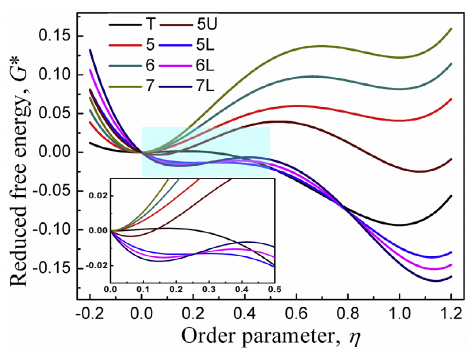 Reduced free energy, G*
0.15
0.10
0.05
0.00
-0.05
-0.10
-0.15
T 5U
5 5L
6 6L
7 7L
0.00
-0.02
0.0 0.1 0.2 0.3 0.4 0.5
-0.2 0.0 0.2 0.4 0.6 0.8 1.0 1.2
Order parameter, η